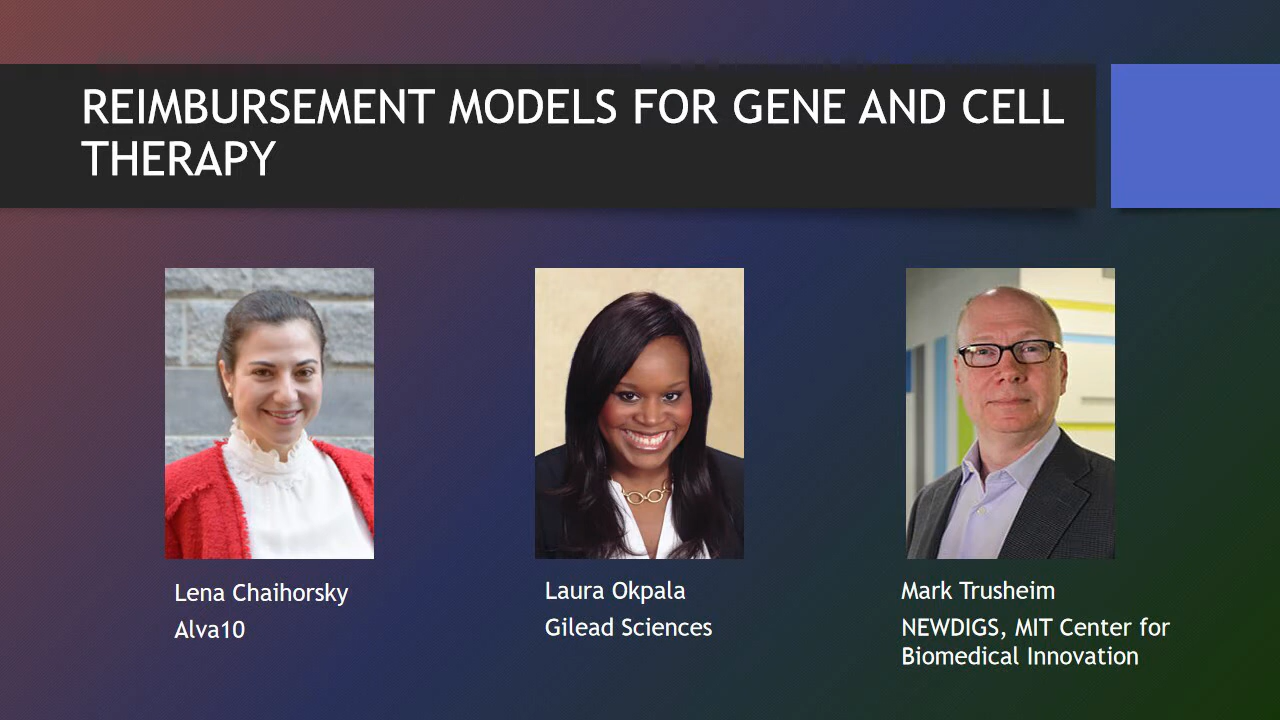 REIMBURSEMENT MODELS FOR GENE AND CELL
THERAPY
Lena Chaihorsky
Alva10
Laura Okpala
Gilead Sciences
Mark Trusheim
NEWDIGS, MIT Center for
Biomedical Innovation